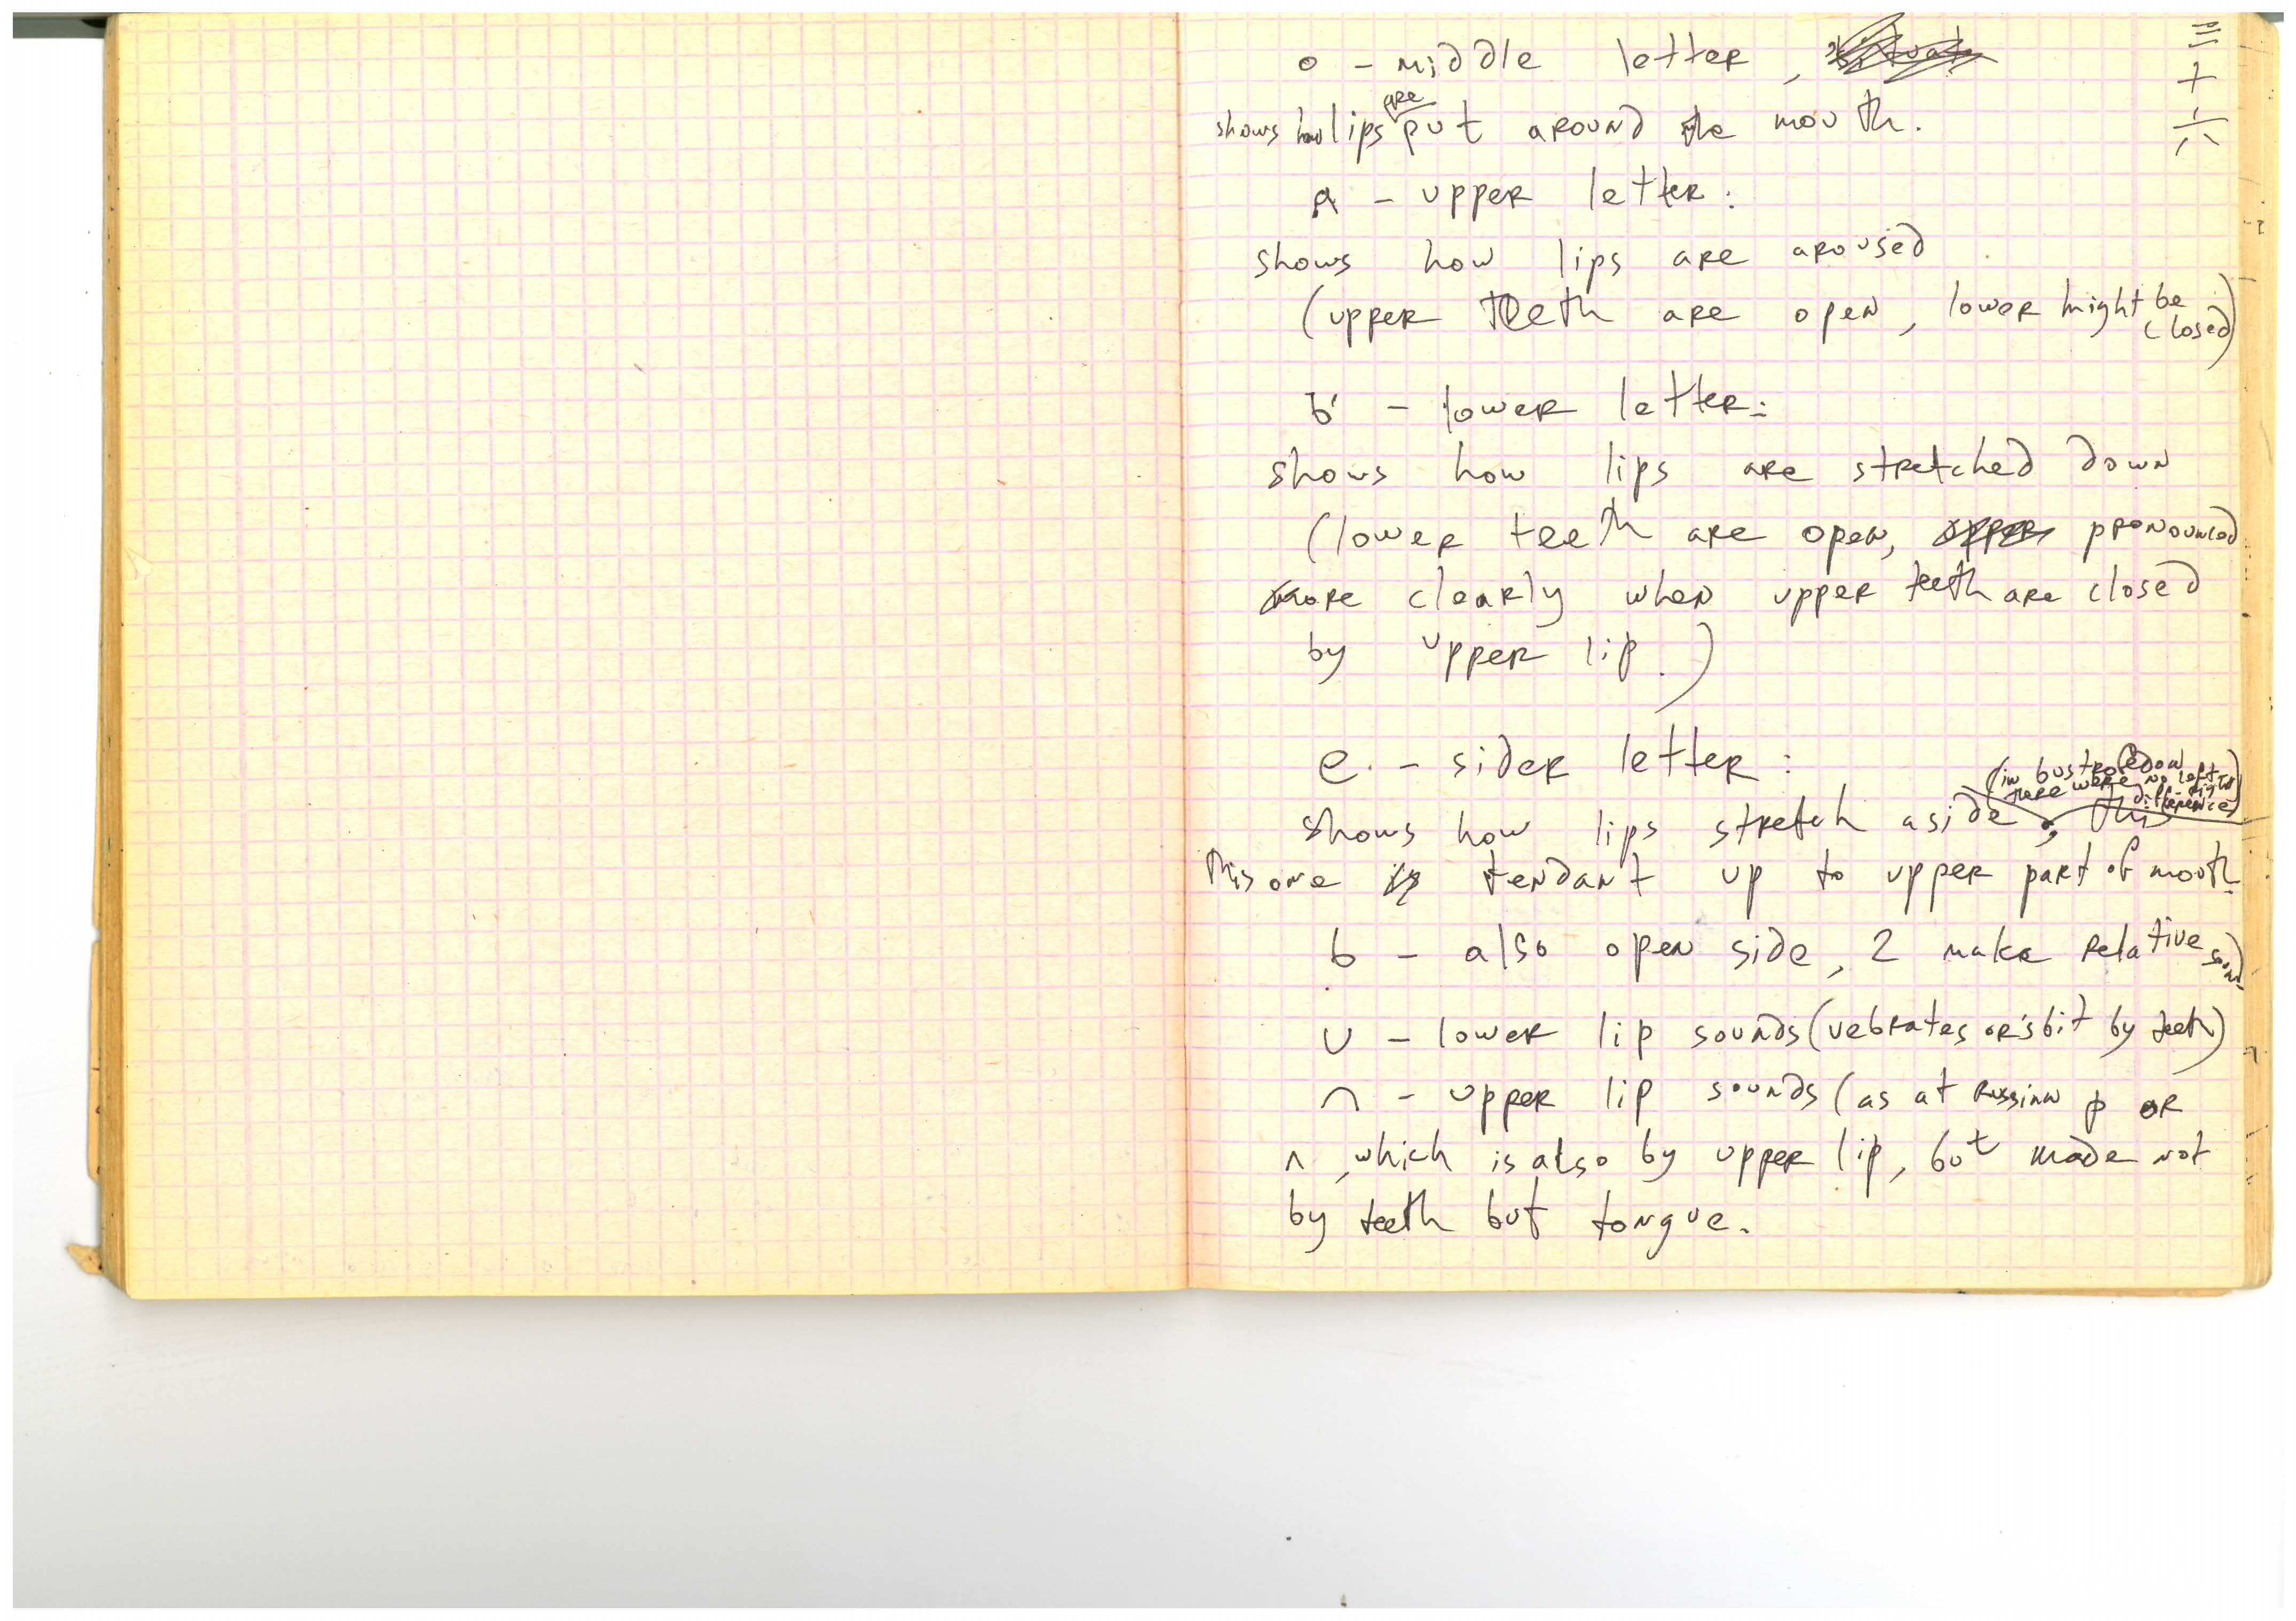 o - middle letter,
shows how lips are put around the mouth.
三十六
A - upper letter:
shows how lips are aroused
(upper teeth are open, lower might be closed)
b - lower letter:
shows how lips are stretched down
(lower teeth are open, upper pronounced
more clearly when upper teeth are closed
by upper lip.)
e - sider letter:
(in bustrofedon
there were no left-right
difference)
shows how lips stretch aside, this
this one is tendant up to upper part of mouth.
b - also open side, 2 make relative sound.
U - lower lip sounds (vebrates or's bit by teeth)
∩ - upper lip sounds (as at Russian p or
л, which is also by upper lip, but made not
by teeth but tongue.